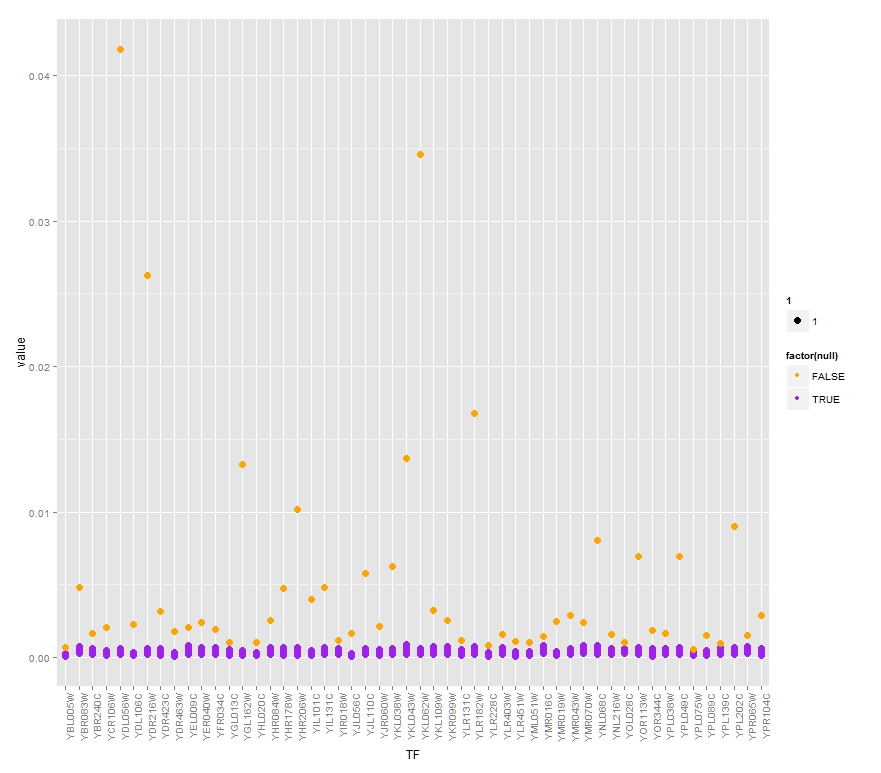 0.04
0.03
0.02
0.01
0.00
value
YBL005W
YBR083W
YBR240C
YCR106W
YDL056W
YDL106C
YDR216W
YDR423C
YDR463W
YEL009C
YER040W
YFR034C
YGL013C
YGL162W
YHL020C
YHR084W
YHR178W
YHR206W
YIL101C
YIL131C
YIR018W
YJL056C
YJL110C
YJR060W
YKL038W
YKL043W
YKL062W
YKL109W
YKR099W
YLR131C
YLR182W
YLR228C
YLR403W
YLR451W
YML051W
YMR016C
YMR019W
YMR043W
YMR070W
YNL068C
YNL216W
YOL028C
YOR113W
YOR344C
YPL038W
YPL049C
YPL075W
YPL089C
YPL139C
YPL202C
YPR065W
YPR104C
TF
1
1
factor(null)
FALSE
TRUE